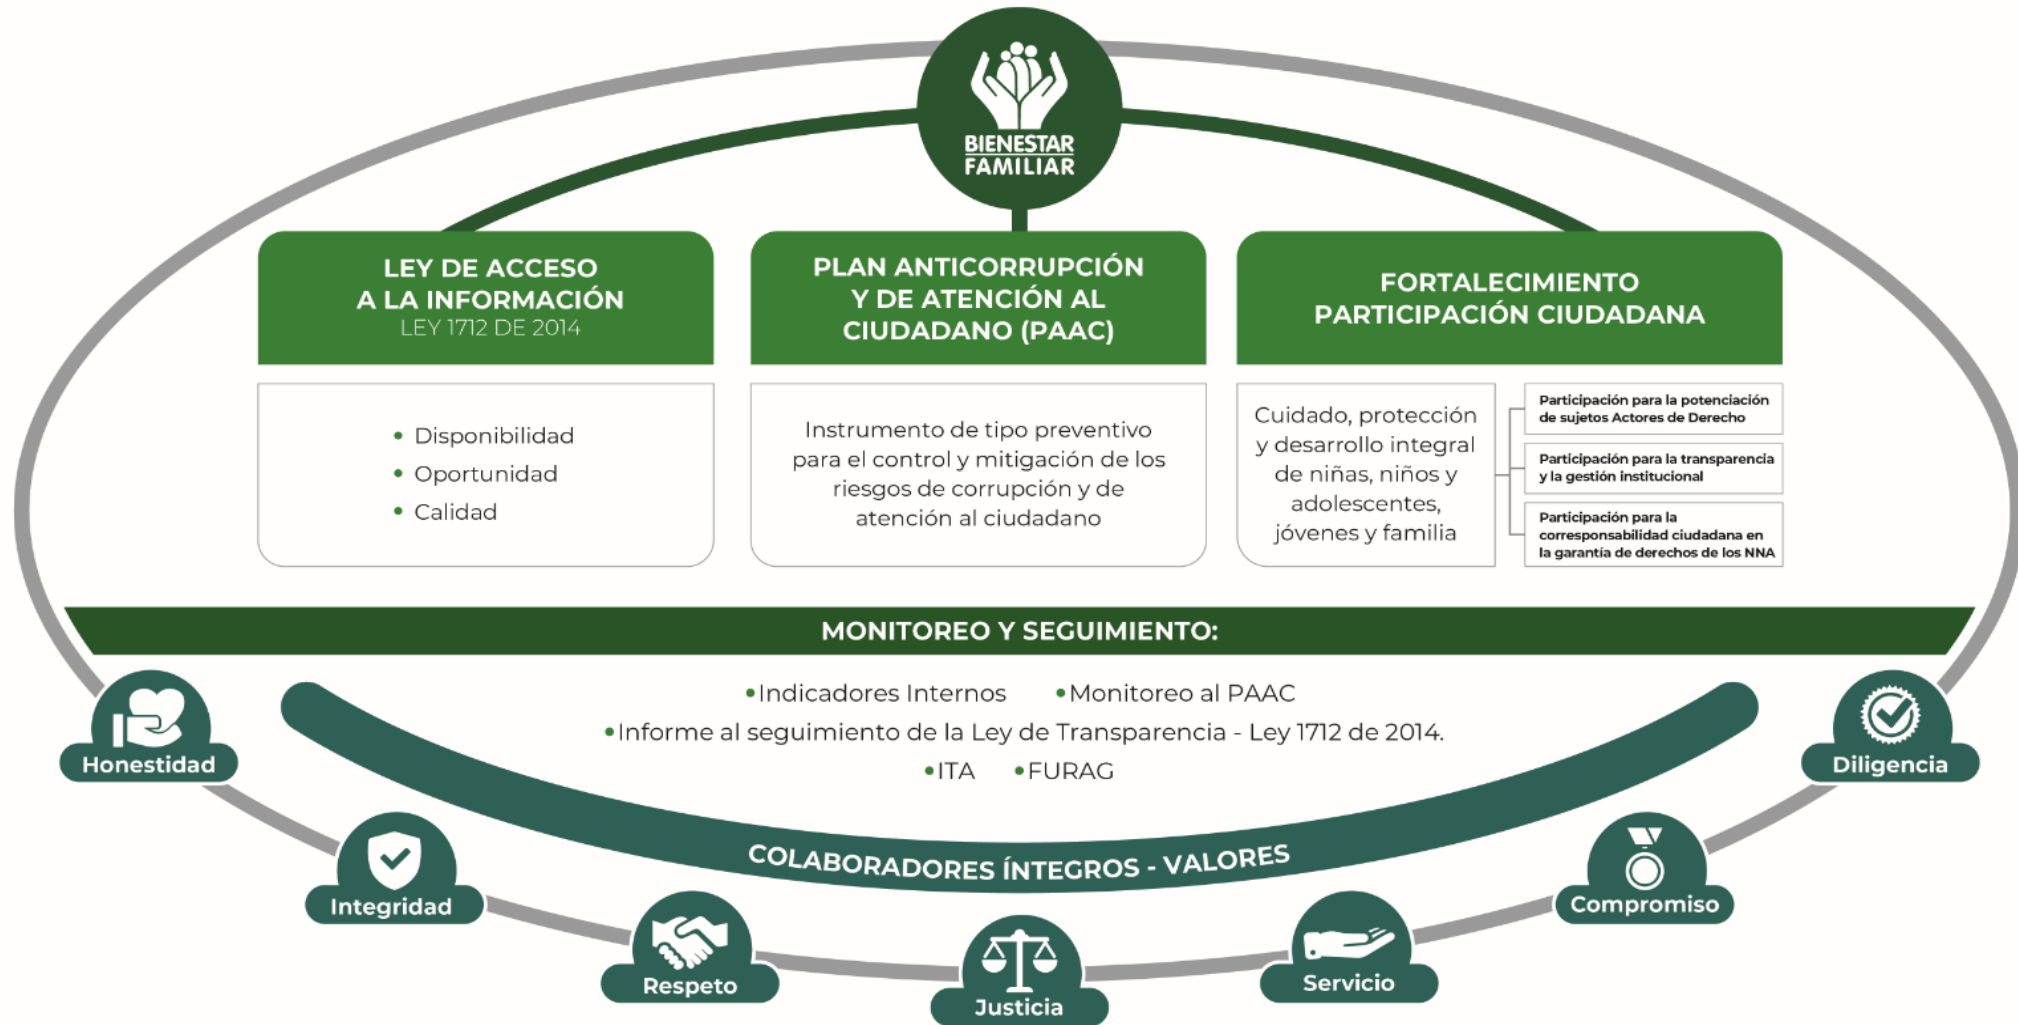 BIENESTAR
FAMILIAR
LEY DE ACCESO
A LA INFORMACIÓN
LEY 1712 DE 2014
• Disponibilidad
• Oportunidad
• Calidad
PLAN ANTICORRUPCIÓN
Y DE ATENCIÓN AL
CIUDADANO (PAAC)
Instrumento de tipo preventivo
para el control y mitigación de los
riesgos de corrupción y de
atención al ciudadano
FORTALECIMIENTO
PARTICIPACIÓN CIUDADANA
Cuidado, protección
y desarrollo integral
de niñas, niños y
adolescentes,
jóvenes y familia
Participación para la potenciación
de sujetos Actores de Derecho
Participación para la transparencia
y la gestión institucional
Participación para la
corresponsabilidad ciudadana en
la garantía de derechos de los NNA
MONITOREO Y SEGUIMIENTO:
•Indicadores Internos •Monitoreo al PAAC
•Informe al seguimiento de la Ley de Transparencia - Ley 1712 de 2014.
•ITA •FURAG
COLABORADORES ÍNTEGROS - VALORES
Honestidad
Integridad
Respeto
Justicia
Servicio
Compromiso
Diligencia